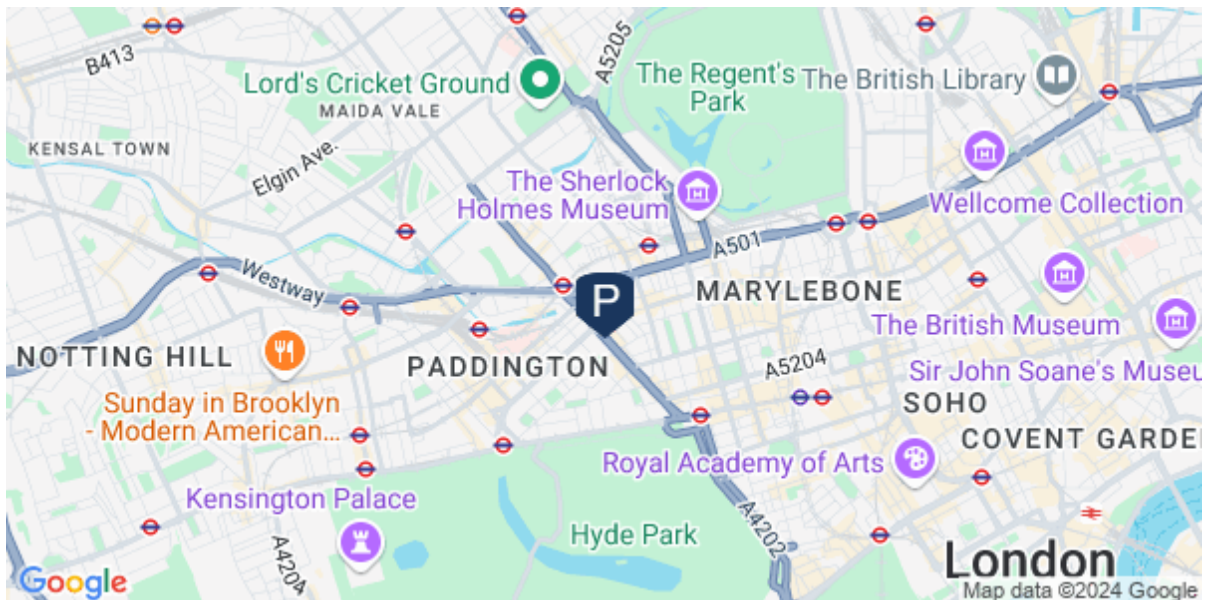 B413
A5205
Lord's Cricket Ground
MAIDA VALE
The Regent's
Park
The British Library
KENSAL TOWN
Elgin Ave.
The Sherlock
Holmes Museum
Wellcome Collection
A501
Westway
P
MARYLEBONE
The British Museum
NOTTING HILL
PADDINGTON
A5204
Sir John Soane's Museu
Sunday in Brooklyn
- Modern American...
SOHO
COVENT GARDE
Royal Academy of Arts
Kensington Palace
A4202
Hyde Park
A4204
London
Google
Map data ©2024 Google